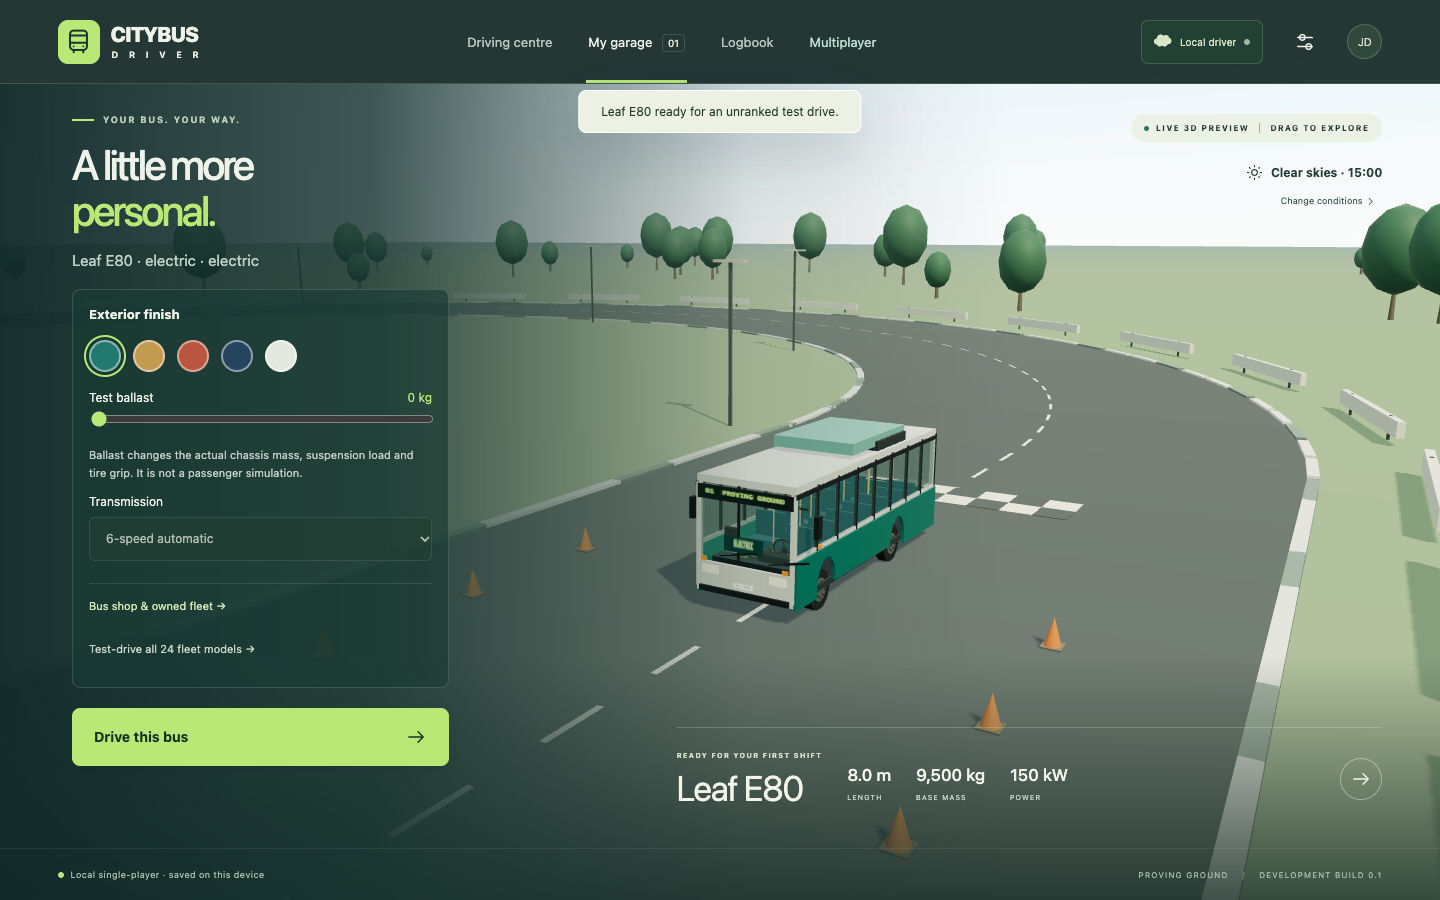 CITYBUS
DRIVER
Driving centre
My garage 01
Logbook
Multiplayer
Local driver
JD
Leaf E80 ready for an unranked test drive.
YOUR BUS. YOUR WAY.
A little more
personal.
Leaf E80 · electric · electric
LIVE 3D PREVIEW | DRAG TO EXPLORE
Clear skies · 15:00
Change conditions
Exterior finish
Test ballast 0 kg
Ballast changes the actual chassis mass, suspension load and
tire grip. It is not a passenger simulation.
Transmission
6-speed automatic
Bus shop & owned fleet →
Test-drive all 24 fleet models →
Drive this bus →
01 PROVING GROUND
ELECTRIC
READY FOR YOUR FIRST SHIFT
Leaf E80
8.0 m
LENGTH
9,500 kg
BASE MASS
150 kW
POWER
Local single-player · saved on this device
PROVING GROUND / DEVELOPMENT BUILD 0.1